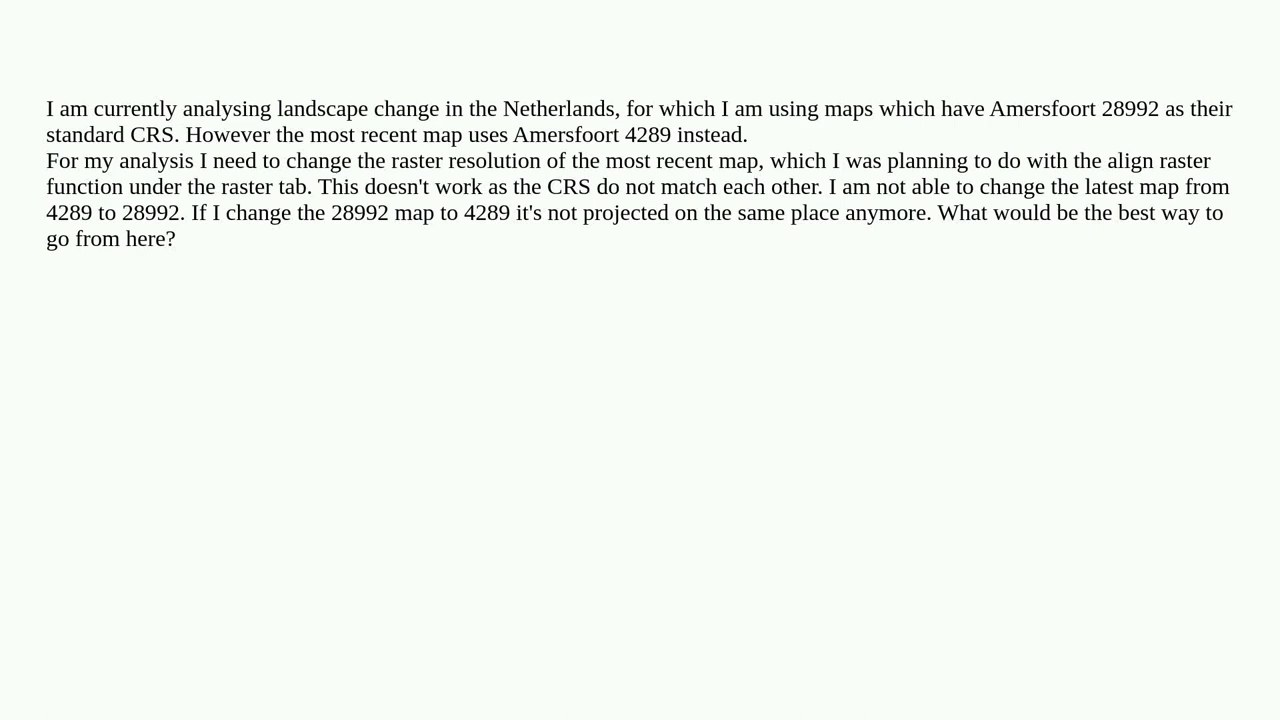 I am currently analysing landscape change in the Netherlands, for which I am using maps which have Amersfoort 28992 as their
standard CRS. However the most recent map uses Amersfoort 4289 instead.
For my analysis I need to change the raster resolution of the most recent map, which I was planning to do with the align raster
function under the raster tab. This doesn't work as the CRS do not match each other. I am not able to change the latest map from
4289 to 28992. If I change the 28992 map to 4289 it's not projected on the same place anymore. What would be the best way to
go from here?